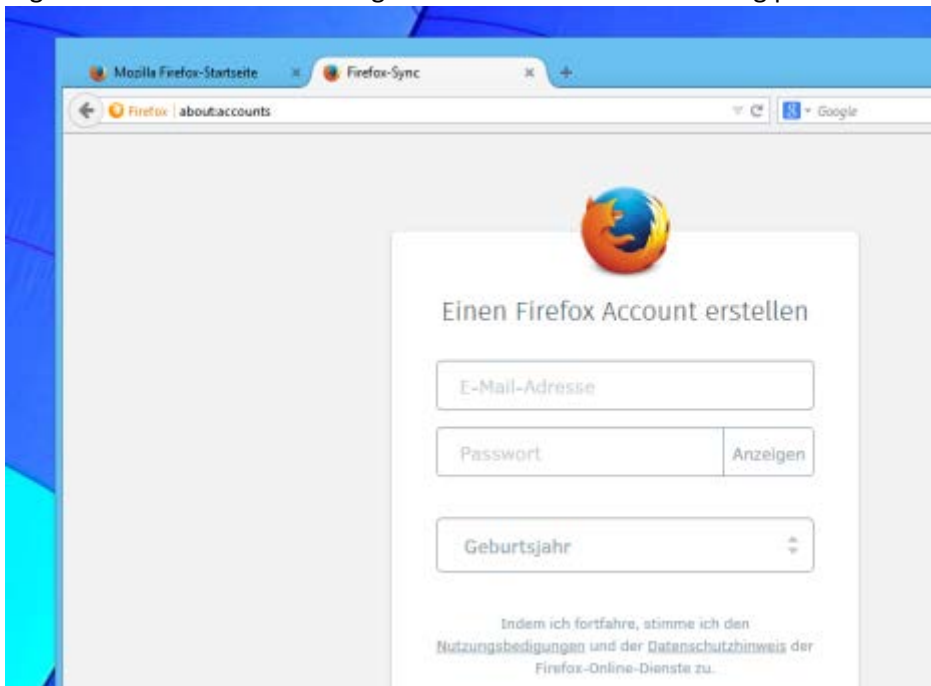 Mozilla Firefox-Startseite
Firefox-Sync
Firefox about:accounts
Google
Einen Firefox Account erstellen
E-Mail-Adresse
Passwort
Anzeigen
Geburtsjahr
Indem ich fortfahre, stimme ich den
Nutzungsbedigungen und der Datenschutzhinweis der
Firefox-Online-Dienste zu.